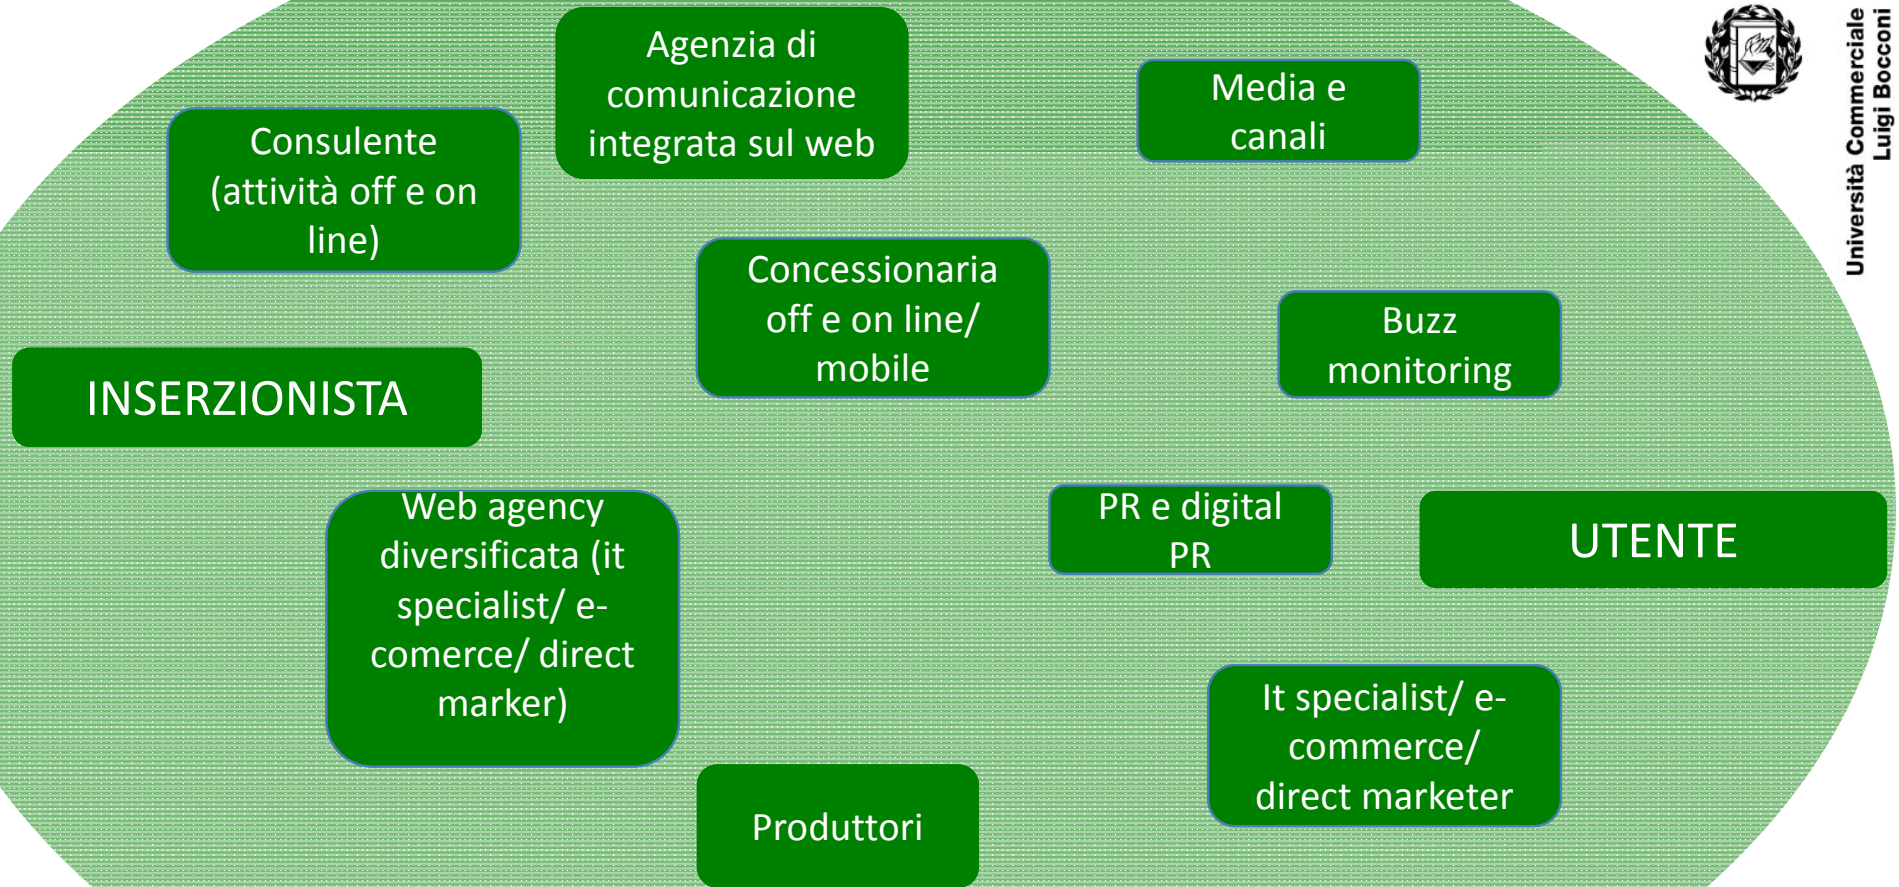 Agenzia di
comunicazione
integrata sul web
Media e
canali
Università Commerciale
Luigi Bocconi
Consulente
(attività off e on
line)
Concessionaria
off e on line/
mobile
Buzz
monitoring
INSERZIONISTA
Web agency
diversificata (it
specialist/ e-
comerce/ direct
marker)
PR e digital
PR
UTENTE
It specialist/ e-
commerce/
direct marketer
Produttori